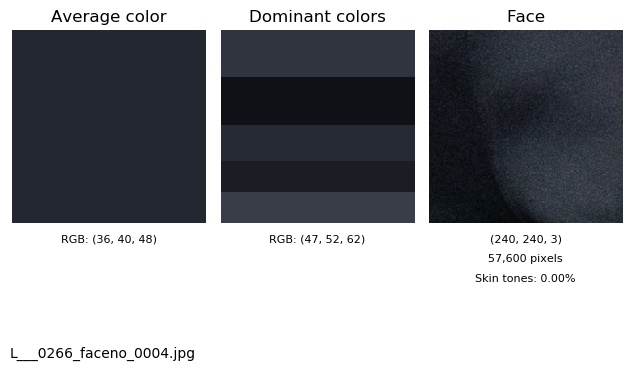 Average color
Dominant colors
Face
RGB: (36, 40, 48)
RGB: (47, 52, 62)
(240, 240, 3)
57,600 pixels
Skin tones: 0.00%
L___0266_faceno_0004.jpg